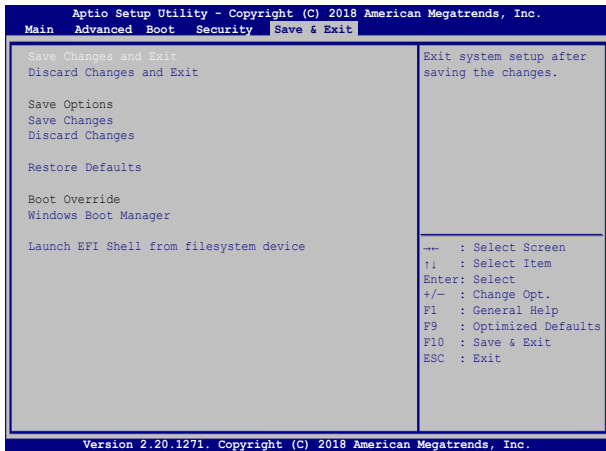 Aptio Setup Utility - Copyright (C) 2018 American Megatrends, Inc.
Main Advanced Boot Security Save & Exit
Save Changes and Exit
Discard Changes and Exit
Save Options
Save Changes
Discard Changes
Restore Defaults
Boot Override
Windows Boot Manager
Launch EFI Shell from filesystem device
Exit system setup after
saving the changes.
→← : Select Screen
↑↓ : Select Item
Enter: Select
+/— : Change Opt.
F1 : General Help
F9 : Optimized Defaults
F10 : Save & Exit
ESC : Exit
Version 2.20.1271. Copyright (C) 2018 American Megatrends, Inc.